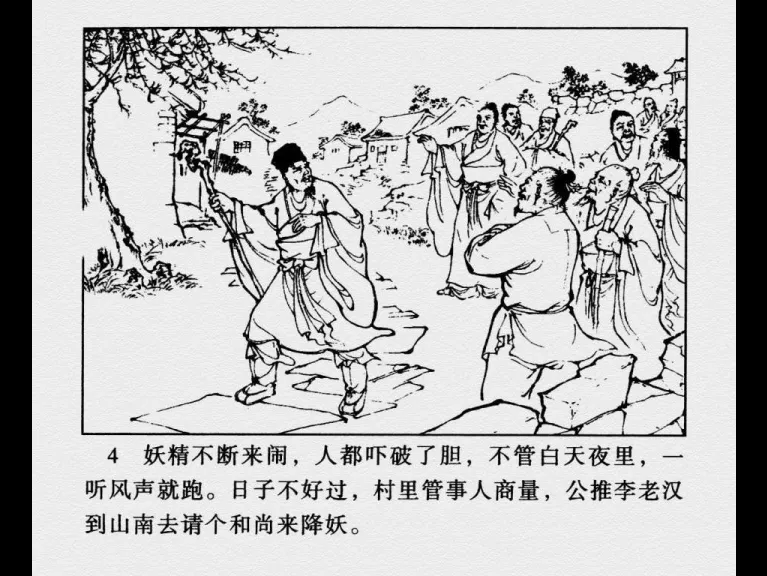 4 妖精不断来闹，人都吓破了胆，不管白天夜里，一
听风声就跑。日子不好过，村里管事人商量，公推李老汉
到山南去请个和尚来降妖。